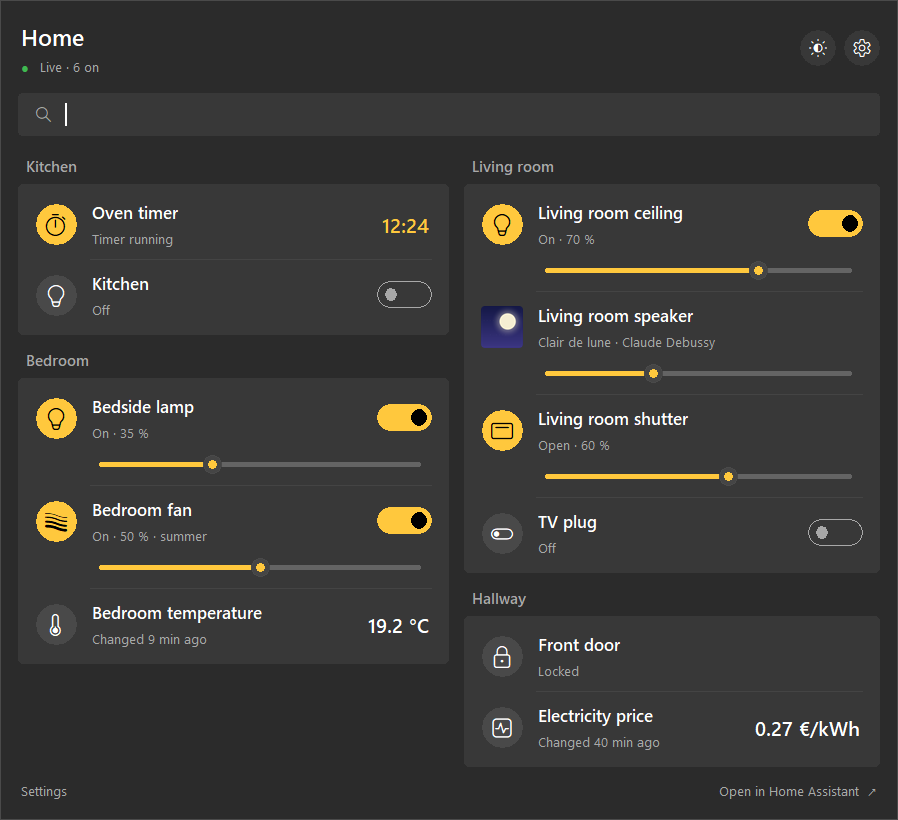 Home
Live · 6 on
Kitchen
Oven timer
12:24
Timer running
Kitchen
Off
Bedroom
Bedside lamp
On · 35 %
Bedroom fan
On · 50 % · summer
Bedroom temperature
19.2 °C
Changed 9 min ago
Living room
Living room ceiling
On · 70 %
Living room speaker
Clair de lune · Claude Debussy
Living room shutter
Open · 60 %
TV plug
Off
Hallway
Front door
Locked
Electricity price
0.27 €/kWh
Changed 40 min ago
Settings
Open in Home Assistant ↗